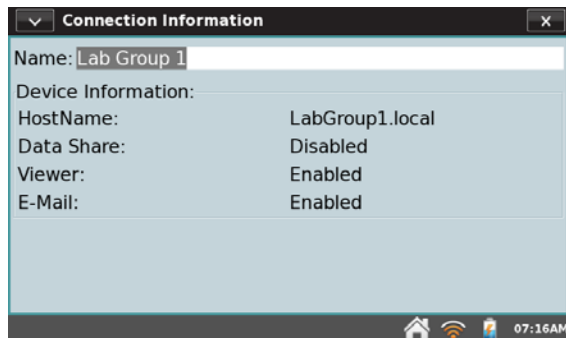 Connection Information
Name: Lab Group 1
Device Information:
HostName: LabGroup1.local
Data Share: Disabled
Viewer: Enabled
E-Mail: Enabled
07:16AM